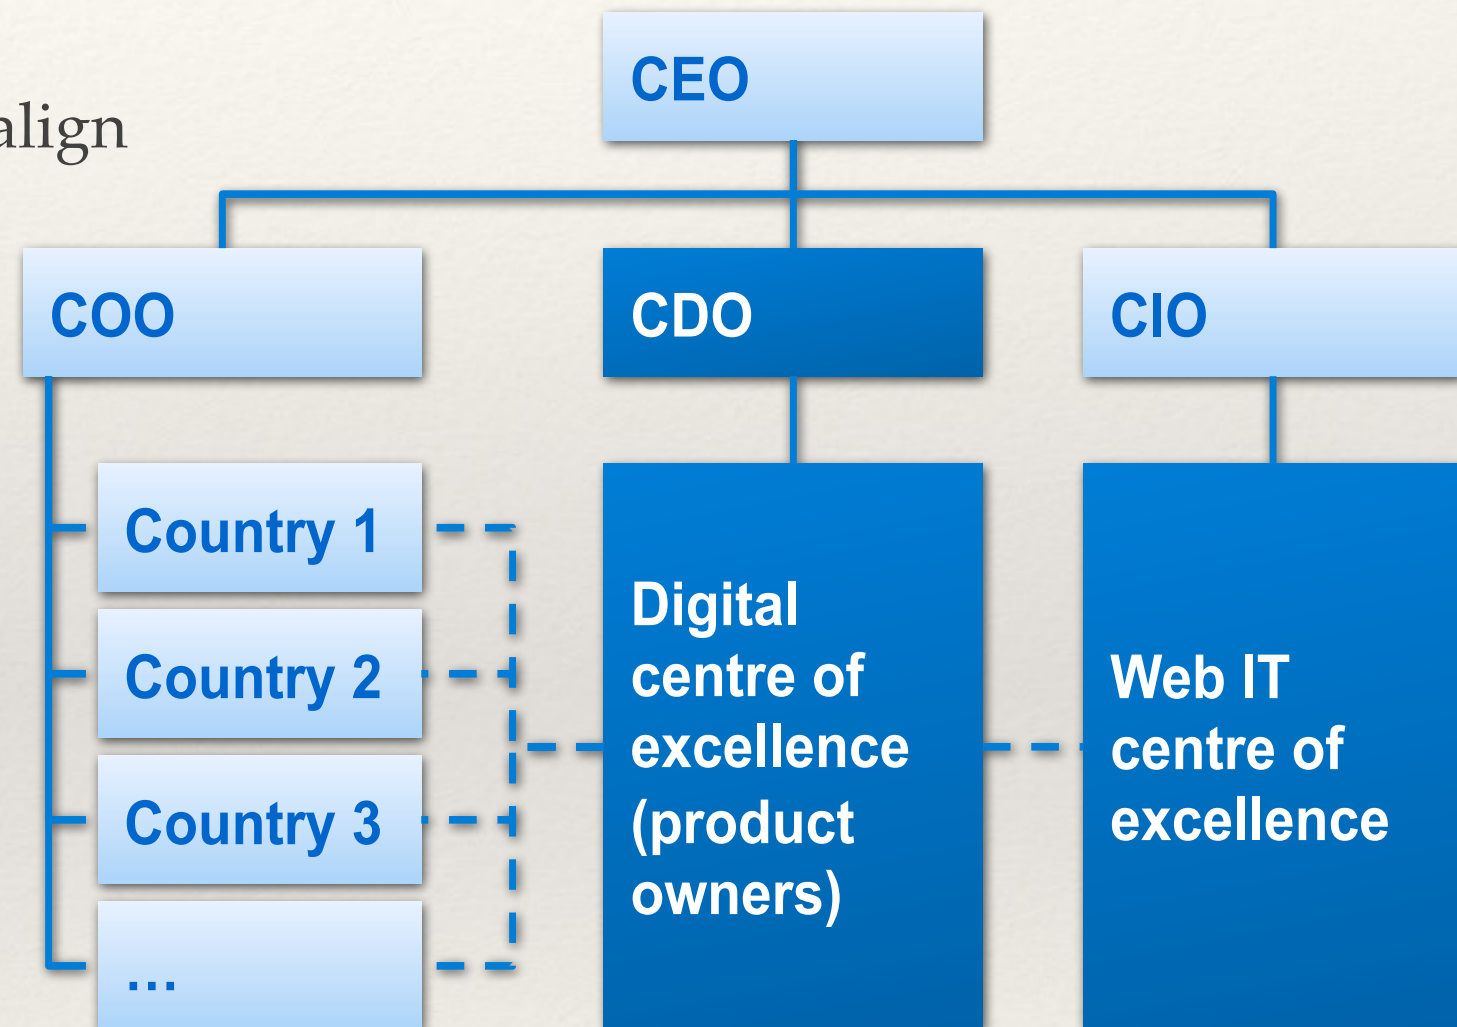 align
CEO
COO
CDO
CIO
Country 1
Country 2
Country 3
...
Digital
centre of
excellence
(product
owners)
Web IT
centre of
excellence